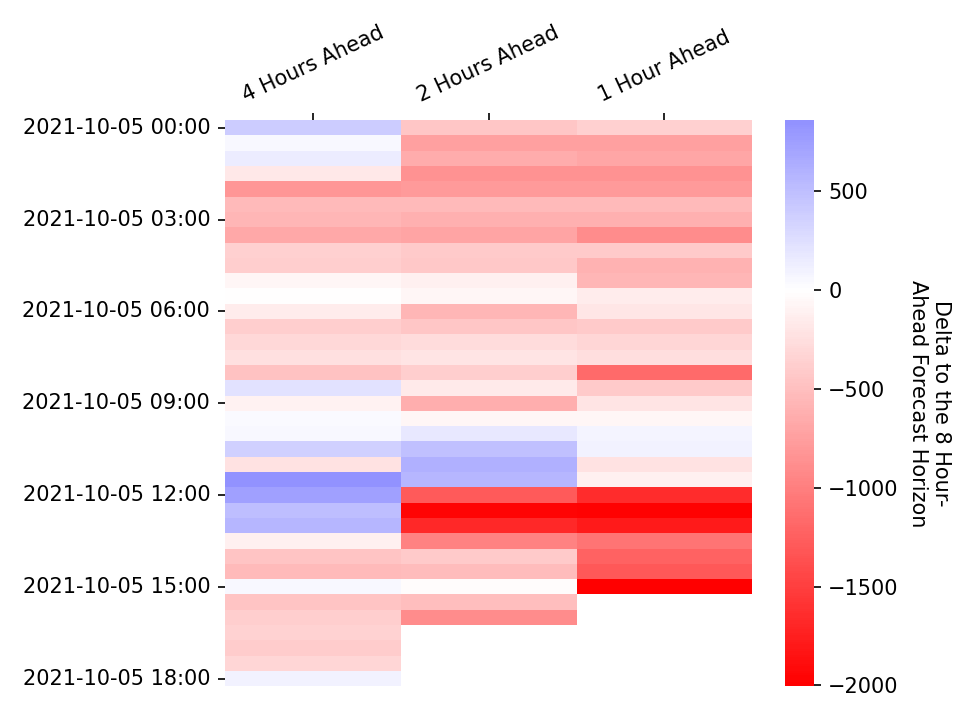 4 Hours Ahead
2 Hours Ahead
1 Hour Ahead
2021-10-05 00:00
2021-10-05 03:00
2021-10-05 06:00
2021-10-05 09:00
2021-10-05 12:00
2021-10-05 15:00
2021-10-05 18:00
500
0
−500
−1000
−1500
−2000
Delta to the 8 Hour-
Ahead Forecast Horizon